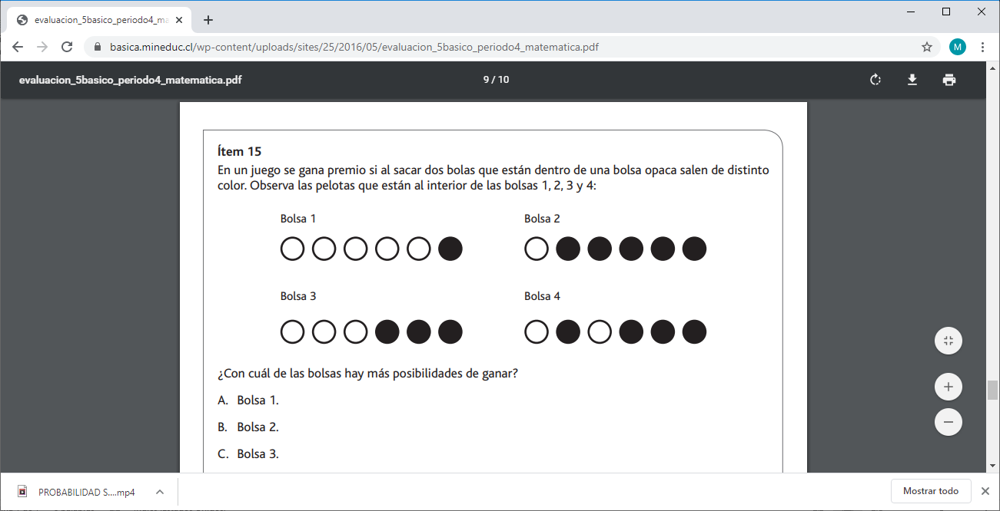 evaluacion_5basico_periodo4_ma
basica.mineduc.cl/wp-content/uploads/sites/25/2016/05/evaluacion_5basico_periodo4_matematica.pdf
M
evaluacion_5basico_periodo4_matematica.pdf
9 / 10
Ítem 15
En un juego se gana premio si al sacar dos bolas que están dentro de una bolsa opaca salen de distinto
color. Observa las pelotas que están al interior de las bolsas 1, 2, 3 y 4:
Bolsa 1
Bolsa 2
Bolsa 3
Bolsa 4
¿Con cuál de las bolsas hay más posibilidades de ganar?
A. Bolsa 1.
B. Bolsa 2.
C. Bolsa 3.
PROBABILIDAD S....mp4
Mostrar todo